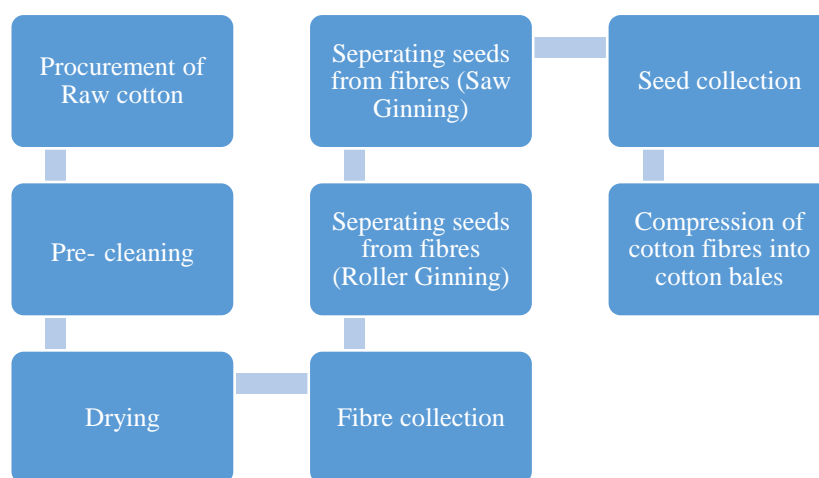 Procurement of
Raw cotton
Pre- cleaning
Drying
Fibre collection
Seperating seeds
from fibres
(Roller Ginning)
Seperating seeds
from fibres (Saw
Ginning)
Seed collection
Compression of
cotton fibres into
cotton bales